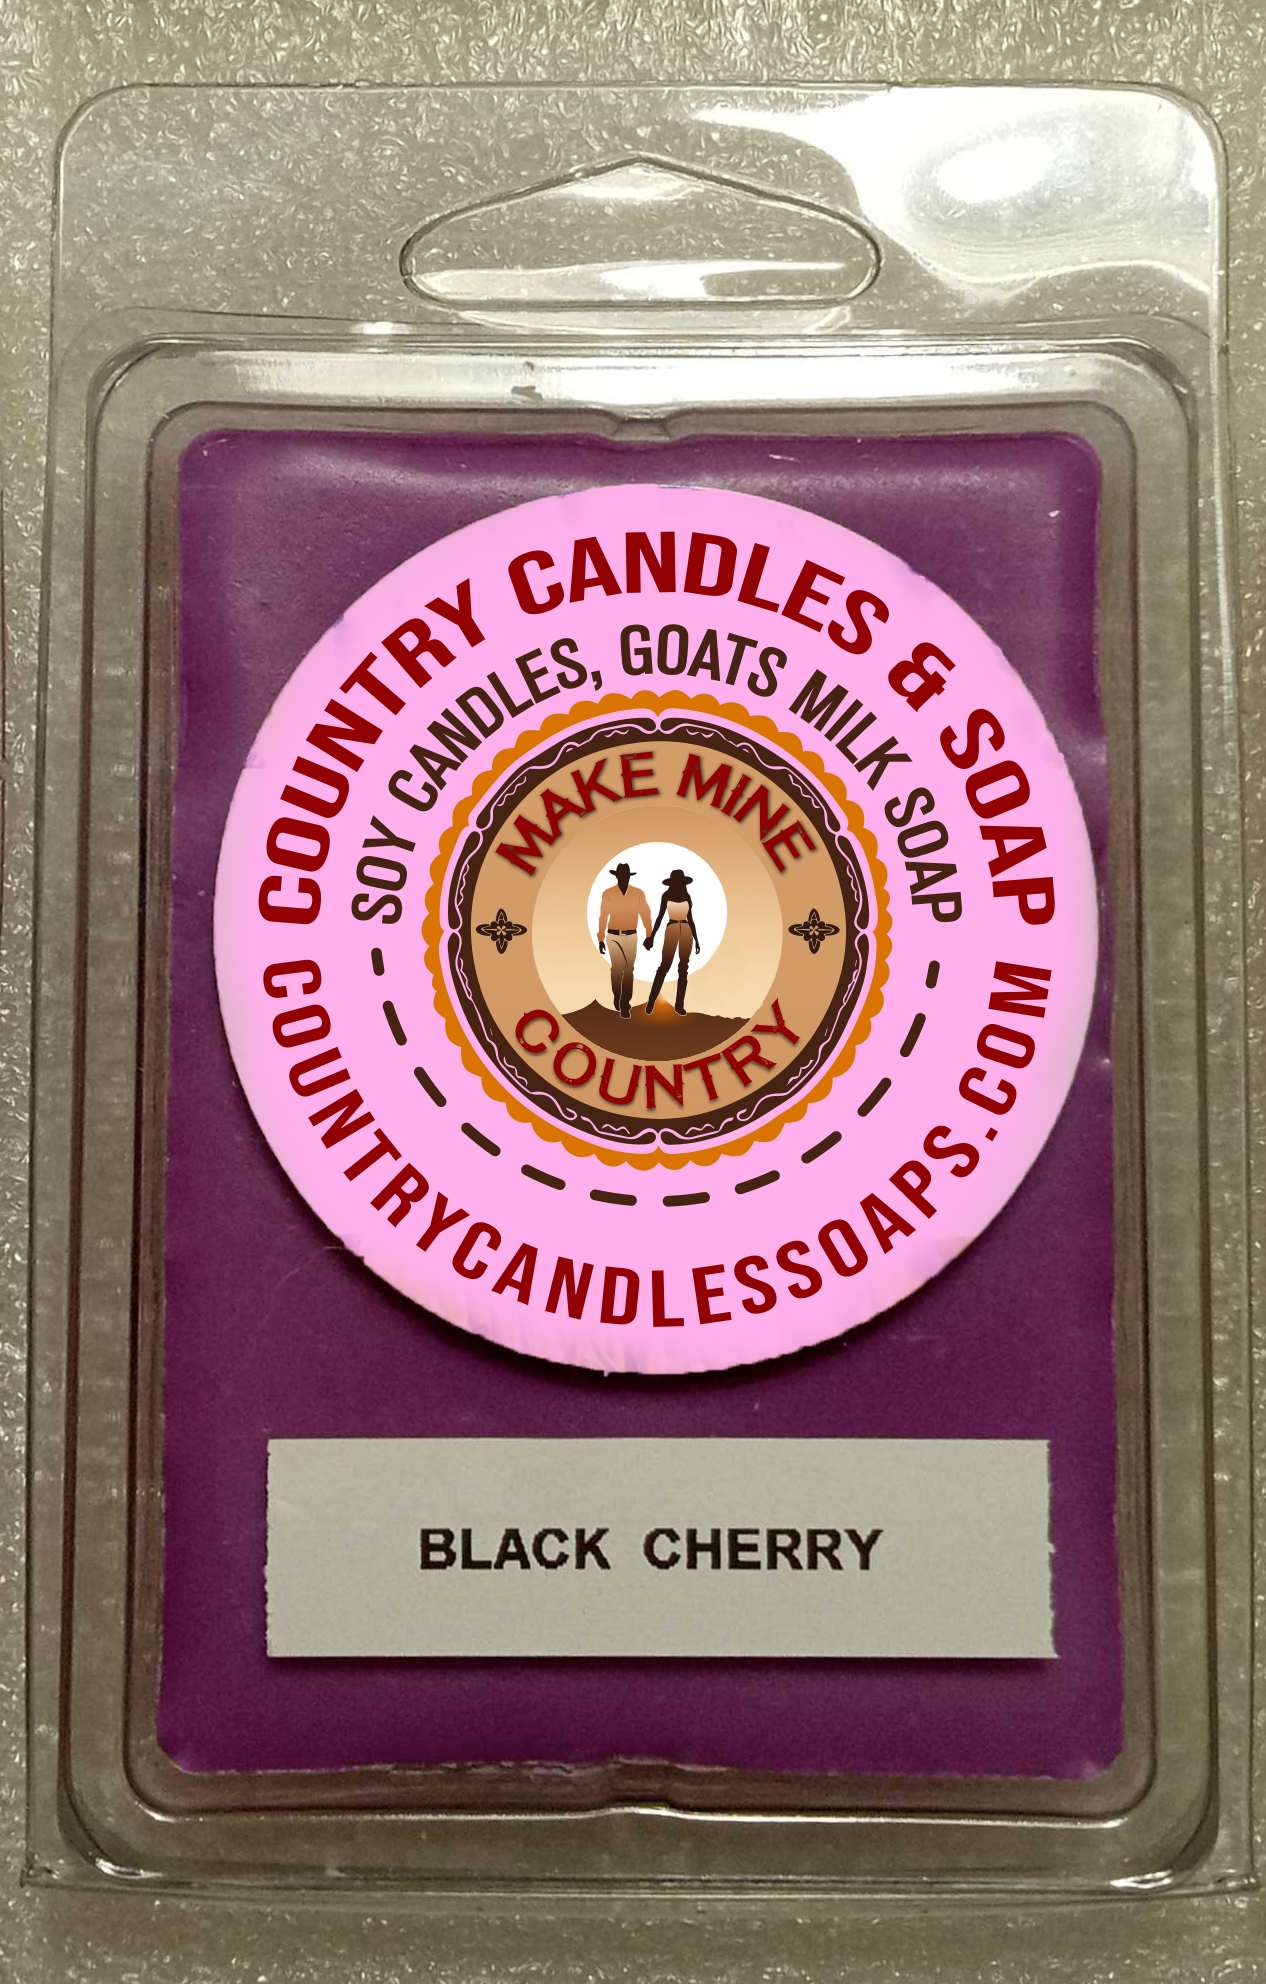 COUNTRY CANDLES & SOAP
SOY CANDLES, GOATS MILK SOAP
MAKE MINE
COUNTRY
COUNTRYCANDLESSOAPS.COM
BLACK CHERRY